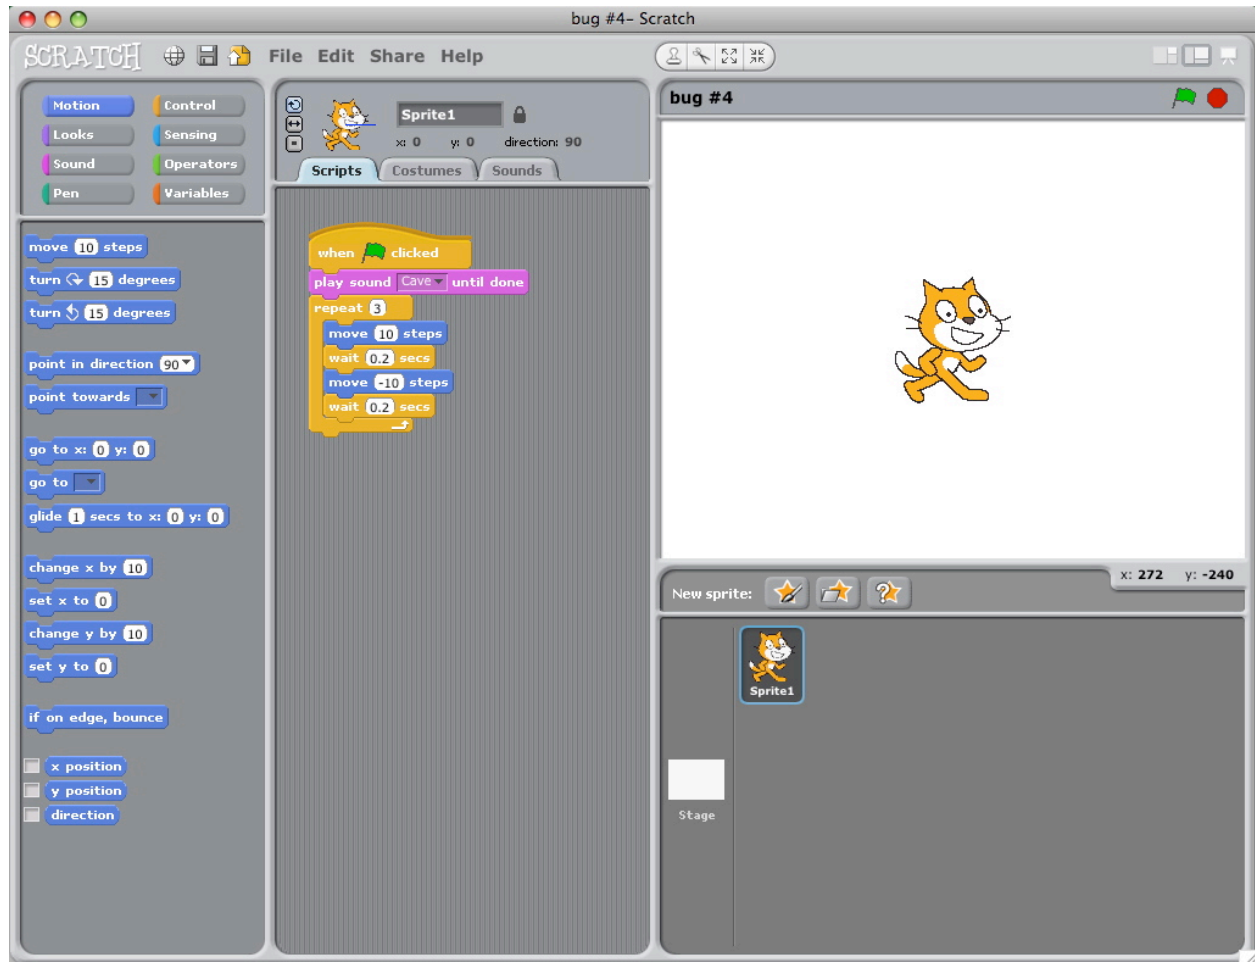 bug #4– Scratch
SCRATCH File Edit Share Help
Motion Control
Looks Sensing
Sound Operators
Pen Variables
move 10 steps
turn 15 degrees
turn 15 degrees
point in direction 90
point towards
go to x: 0 y: 0
go to
glide 1 secs to x: 0 y: 0
change x by 10
set x to 0
change y by 10
set y to 0
if on edge, bounce
x position
y position
direction
Sprite1
x: 0 y: 0 direction: 90
Scripts Costumes Sounds
when clicked
play sound Cave until done
repeat 3
move 10 steps
wait 0.2 secs
move -10 steps
wait 0.2 secs
bug #4
x: 272 y: -240
New sprite:
Sprite1
Stage